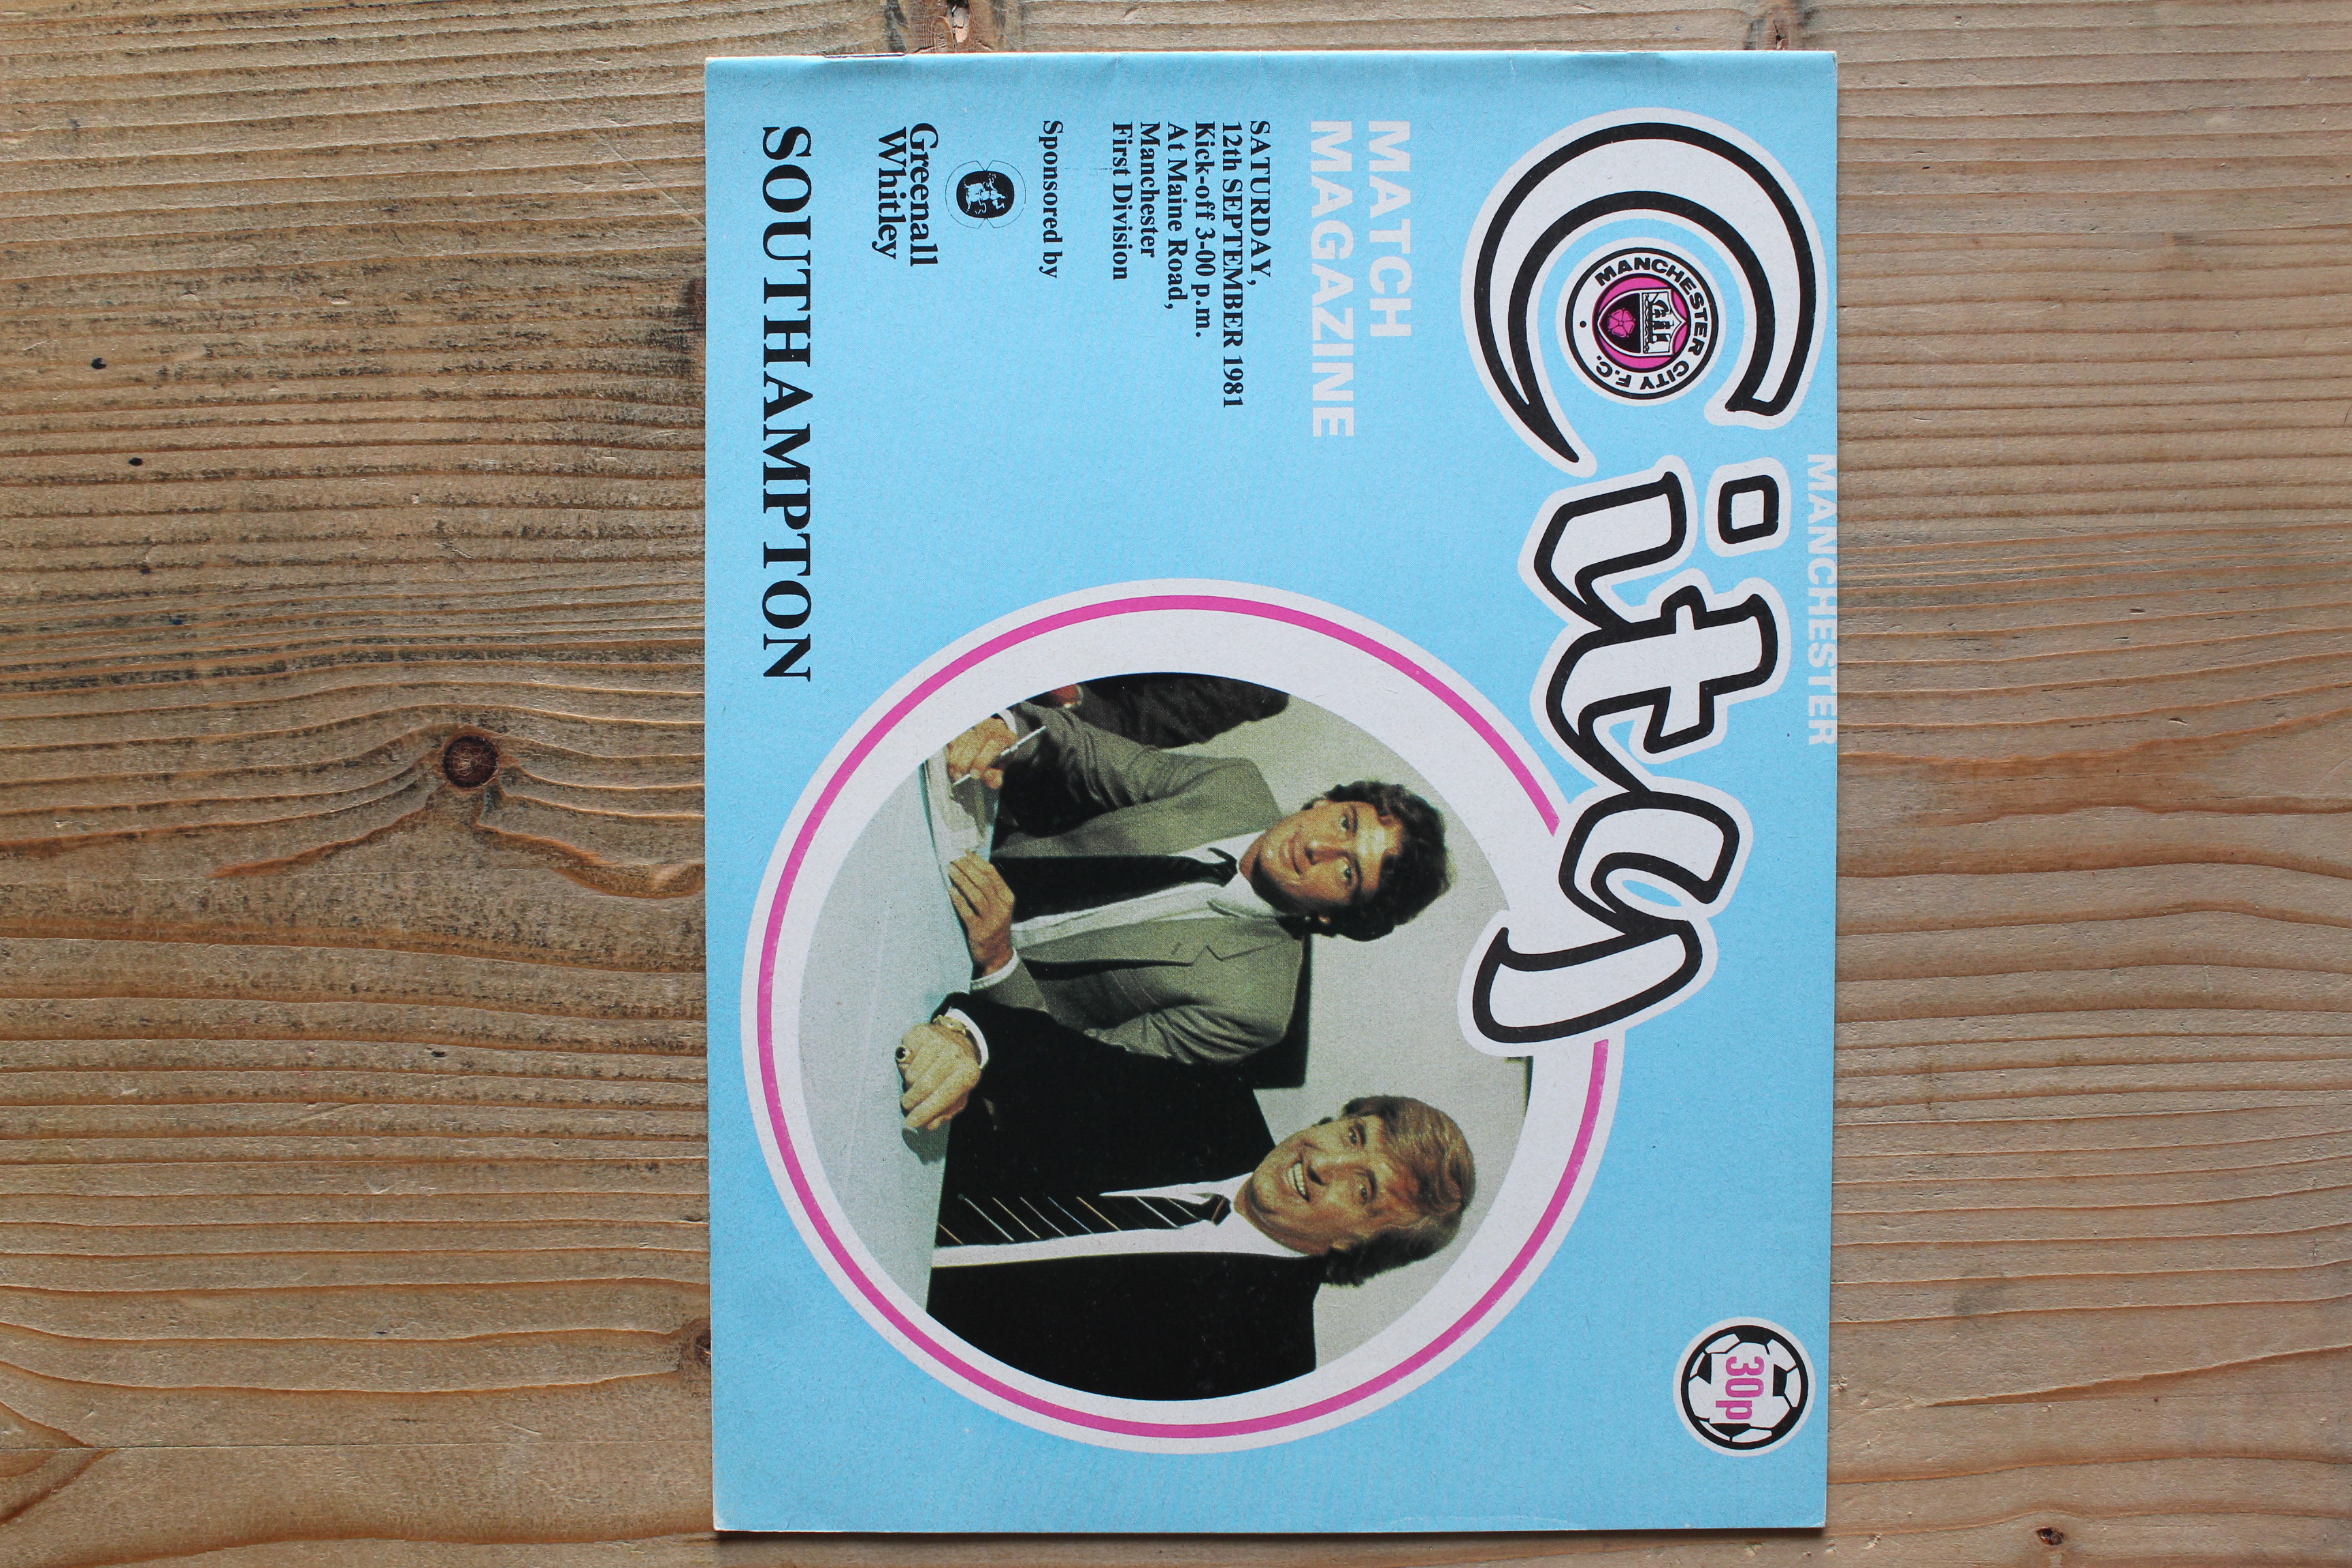 MANCHESTER
City
MANCHESTER CITY F.C.
30p
MATCH
MAGAZINE
SATURDAY,
12th SEPTEMBER 1981
Kick-off 3-00 p.m.
At Maine Road,
Manchester
First Division
Sponsored by
Greenall
Whitley
SOUTHAMPTON